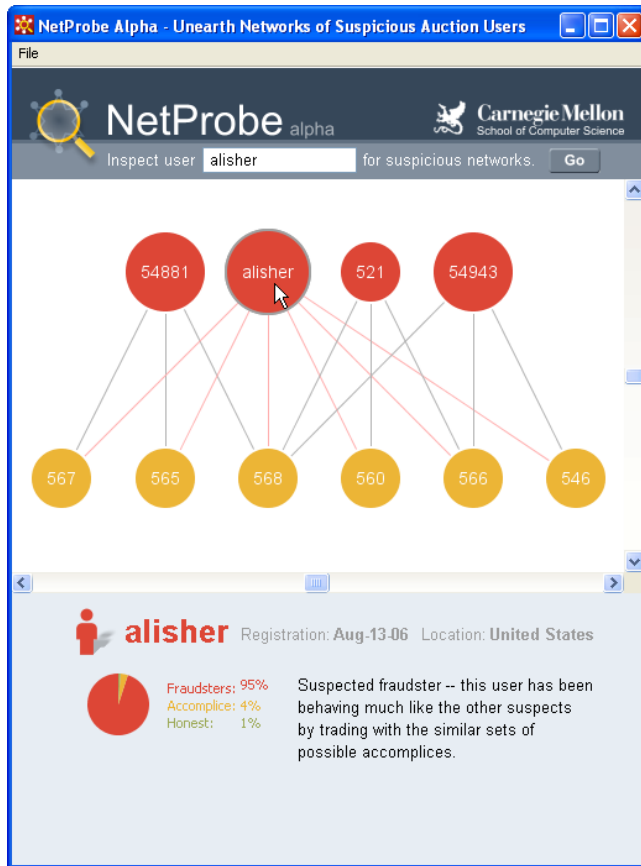 NetProbe Alpha - Unearth Networks of Suspicious Auction Users
File
NetProbe alpha
Carnegie Mellon
School of Computer Science
Inspect user alisher for suspicious networks. Go
54881 alisher 521 54943
567 565 568 560 566 546
alisher Registration: Aug-13-06 Location: United States
Fraudsters: 95%
Accomplice: 4%
Honest: 1%
Suspected fraudster -- this user has been
behaving much like the other suspects
by trading with the similar sets of
possible accomplices.